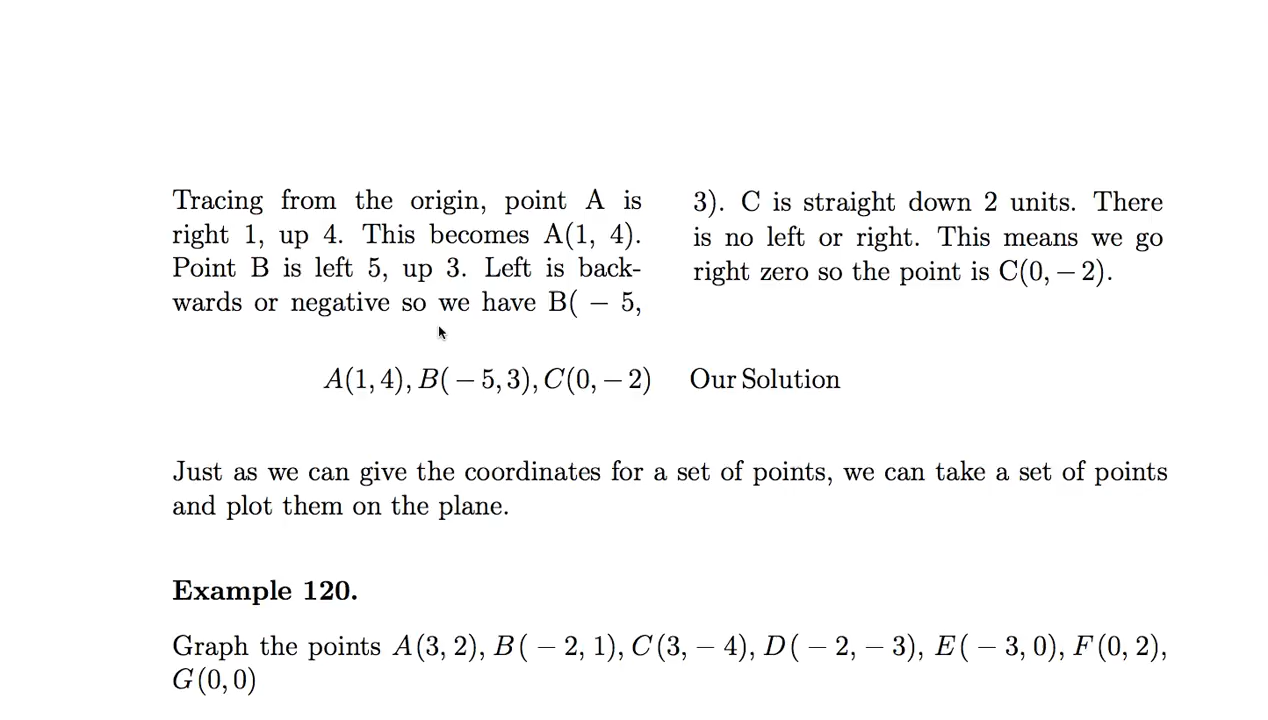 Tracing from the origin, point A is
right 1, up 4. This becomes A(1, 4).
Point B is left 5, up 3. Left is back-
wards or negative so we have B( − 5,
3). C is straight down 2 units. There
is no left or right. This means we go
right zero so the point is C(0, − 2).
A(1, 4), B( − 5, 3), C(0, − 2) Our Solution
Just as we can give the coordinates for a set of points, we can take a set of points
and plot them on the plane.
Example 120.
Graph the points A(3, 2), B( − 2, 1), C(3, − 4), D( − 2, − 3), E( − 3, 0), F(0, 2),
G(0, 0)